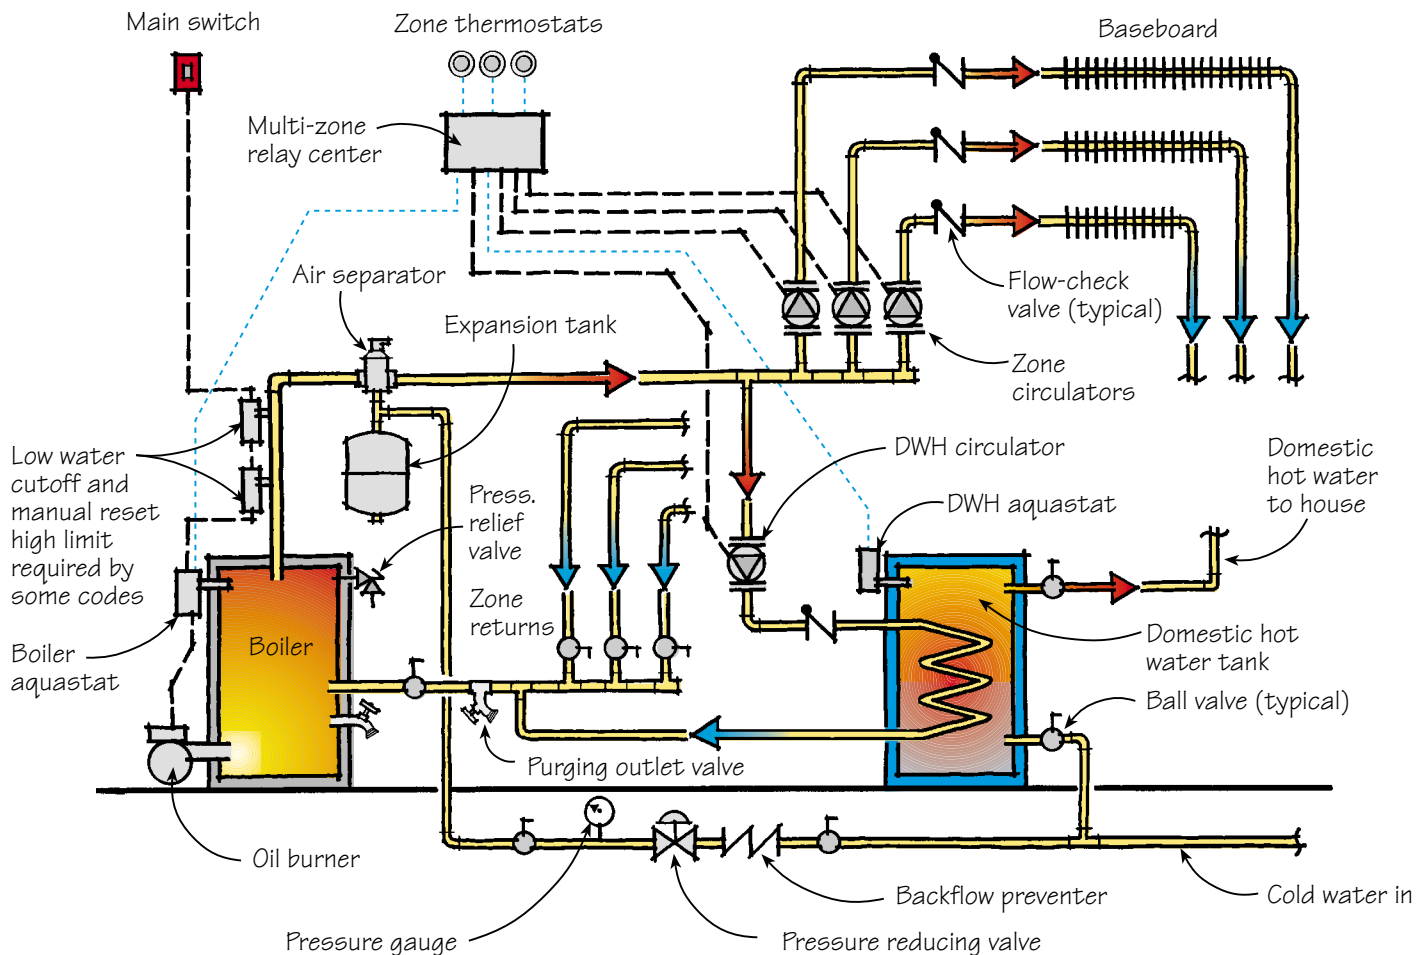 Main switch
Zone thermostats
Baseboard
Multi-zone
relay center
Air separator
Expansion tank
Flow-check
valve (typical)
Zone
circulators
Low water
cutoff and
manual reset
high limit
required by
some codes
Press.
relief
valve
DWH circulator
DWH aquastat
Domestic
hot water
to house
Zone
returns
Boiler
Boiler
aquastat
Domestic hot
water tank
Ball valve (typical)
Purging outlet valve
Oil burner
Backflow preventer
Cold water in
Pressure gauge
Pressure reducing valve